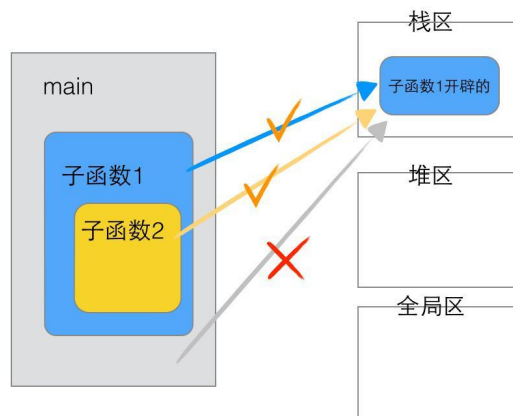 main
子函数1
子函数2
栈区
子函数1开辟的
堆区
全局区